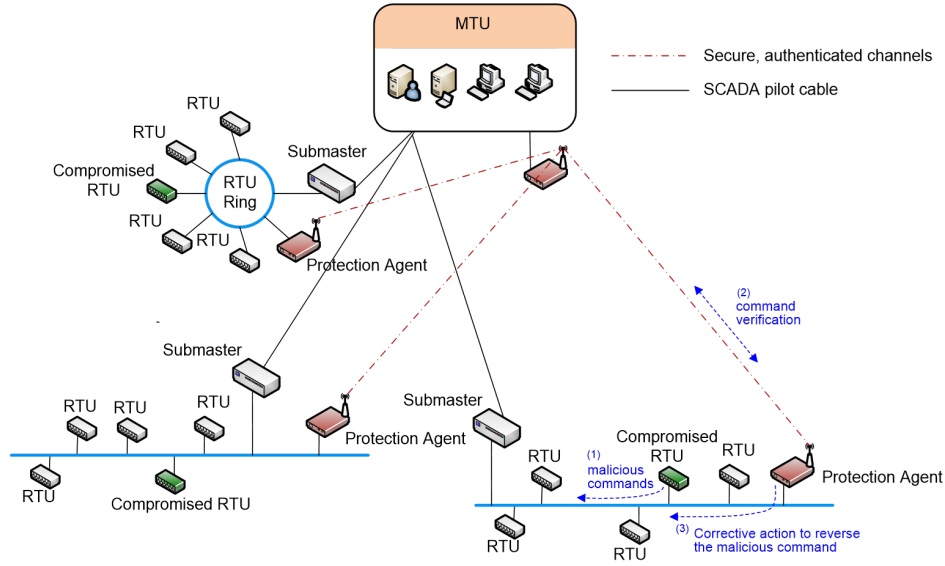 MTU
Secure, authenticated channels
SCADA pilot cable
RTU
RTU
Submaster
Compromised
RTU
RTU
Ring
RTU
RTU
Protection Agent
(2)
command
verification
Submaster
RTU
RTU
RTU
Protection Agent
RTU
Compromised RTU
Submaster
RTU
(1)
malicious
commands
Compromised
RTU
RTU
Protection Agent
RTU
RTU
(3) Corrective action to reverse
the malicious command